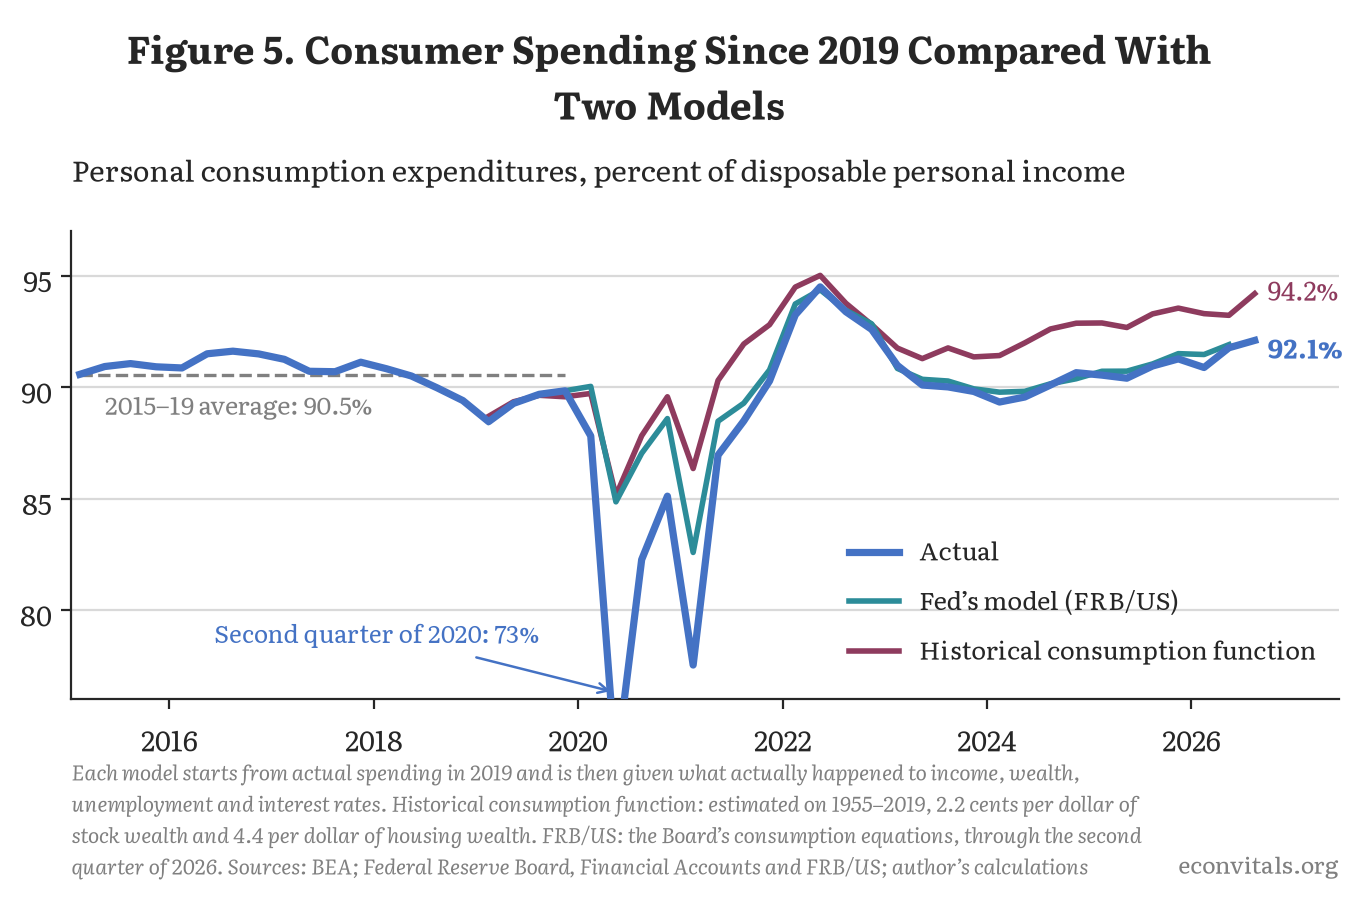 Figure 5. Consumer Spending Since 2019 Compared With
Two Models
Personal consumption expenditures, percent of disposable personal income
95
90
85
80
94.2%
92.1%
2015–19 average: 90.5%
Second quarter of 2020: 73%
Actual
Fed's model (FRB/US)
Historical consumption function
2016
2018
2020
2022
2024
2026
Each model starts from actual spending in 2019 and is then given what actually happened to income, wealth,
unemployment and interest rates. Historical consumption function: estimated on 1955–2019, 2.2 cents per dollar of
stock wealth and 4.4 per dollar of housing wealth. FRB/US: the Board's consumption equations, through the second
quarter of 2026. Sources: BEA; Federal Reserve Board, Financial Accounts and FRB/US; author's calculations
econvitals.org